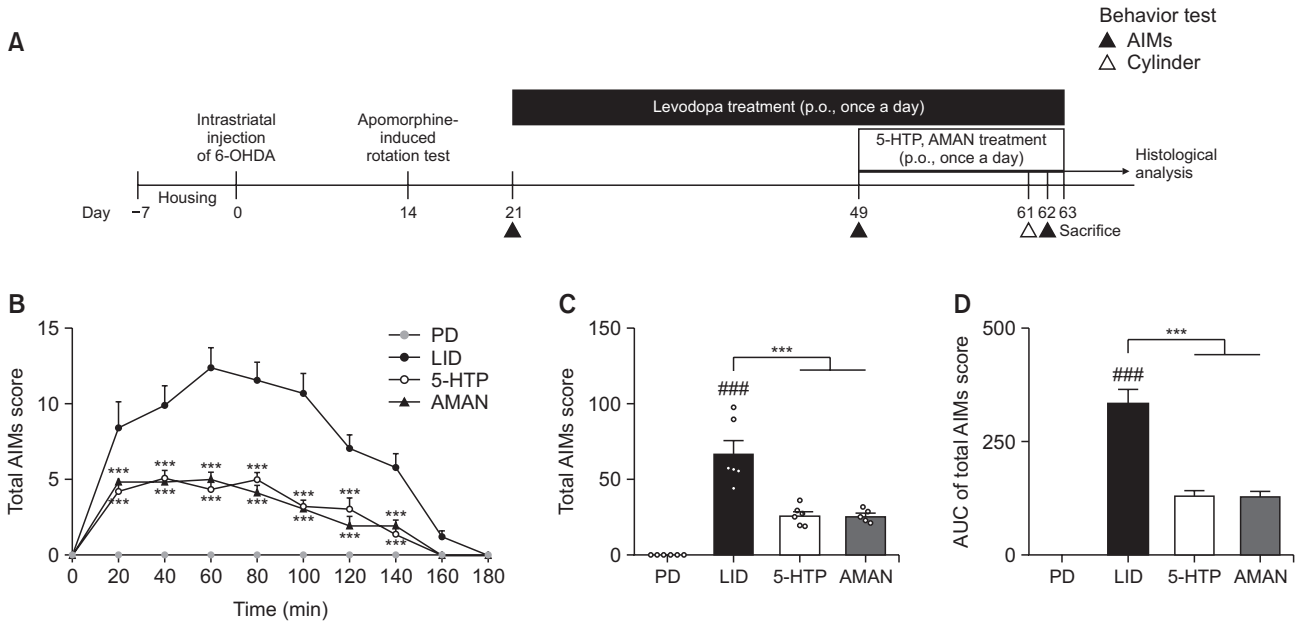 A
Behavior test
AIMs
Cylinder
Levodopa treatment (p.o., once a day)
Intrastriatal
injection
of 6-OHDA
Apomorphine-
induced
rotation test
5-HTP, AMAN treatment
(p.o., once a day)
Histological
analysis
Housing
Day −7 0 14 21 49 61 62 63
Sacrifice
B
Total AIMs score
15
10
5
0
PD
LID
5-HTP
AMAN
*** *** *** ***
*** *** *** ***
*** *** ***
*** *** ***
0 20 40 60 80 100 120 140 160 180
Time (min)
C
Total AIMs score
150
100
50
0
***
###
PD LID 5-HTP AMAN
D
AUC of total AIMs score
500
250
0
***
###
PD LID 5-HTP AMAN